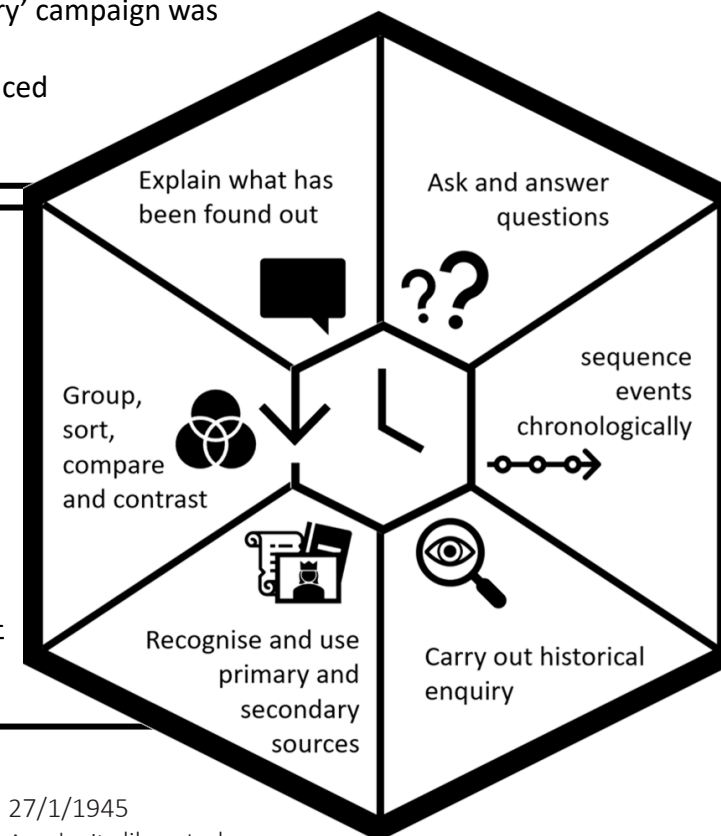 ry’ campaign was
ced
Explain what has
been found out
Ask and answer
questions
??
sequence
events
chronologically
Group,
sort,
compare
and contrast
Recognise and use
primary and
secondary
sources
Carry out historical
enquiry
27/1/1945